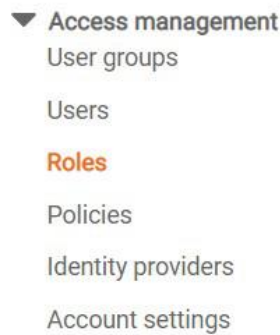 Access management
User groups
Users
Roles
Policies
Identity providers
Account settings